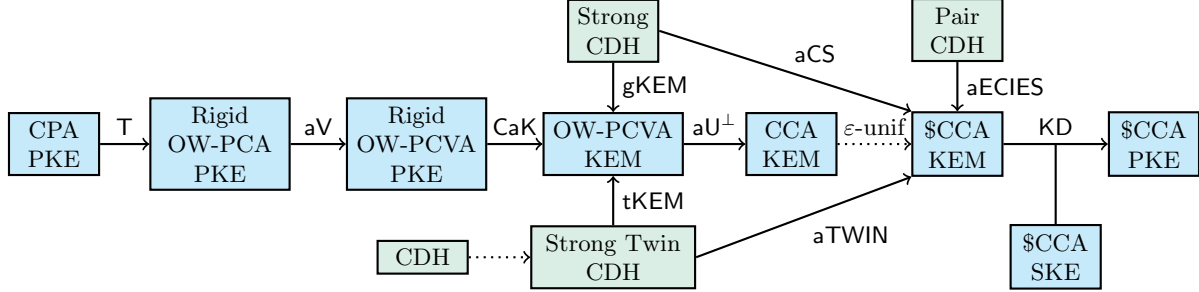 Strong
CDH
Pair
CDH
aCS
gKEM
aECIES
CPA
PKE
T
Rigid
OW-PCA
PKE
aV
Rigid
OW-PCVA
PKE
CaK
OW-PCVA
KEM
aU⊥
CCA
KEM
ε-unif
$CCA
KEM
KD
$CCA
PKE
tKEM
aTWIN
CDH
Strong Twin
CDH
$CCA
SKE